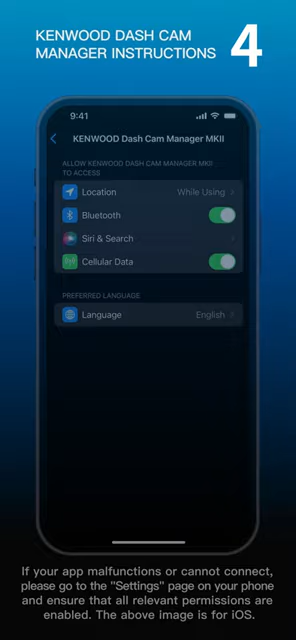 KENWOOD DASH CAM
MANAGER INSTRUCTIONS 4
9:41
KENWOOD Dash Cam Manager MKII
ALLOW KENWOOD DASH CAM MANAGER MKII
TO ACCESS
Location While Using
Bluetooth
Siri & Search
Cellular Data
PREFERRED LANGUAGE
Language English
If your app malfunctions or cannot connect,
please go to the "Settings" page on your phone
and ensure that all relevant permissions are
enabled. The above image is for iOS.